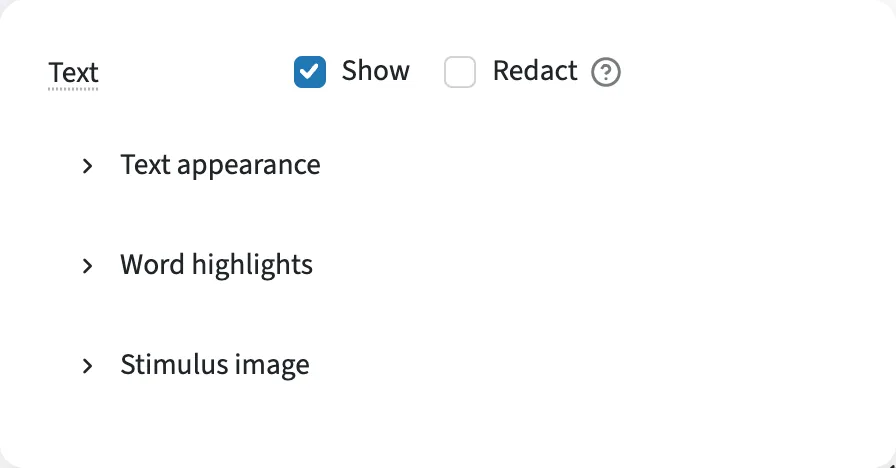 Text Show Redact ?
Text appearance
Word highlights
Stimulus image